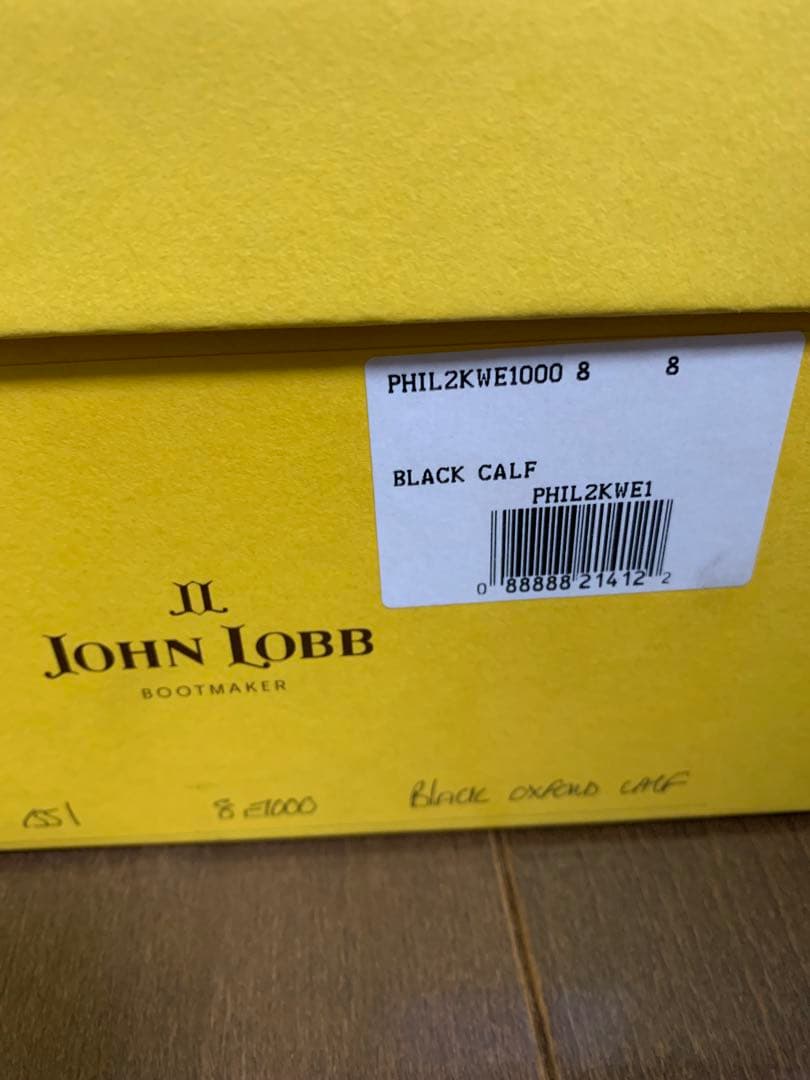 PHIL2KWE1000 8 8
BLACK CALF
PHIL2KWE1
0 88888 21412 2
JL
JOHN LOBB
BOOTMAKER
8 E1000 BLACK OXFORD CALF